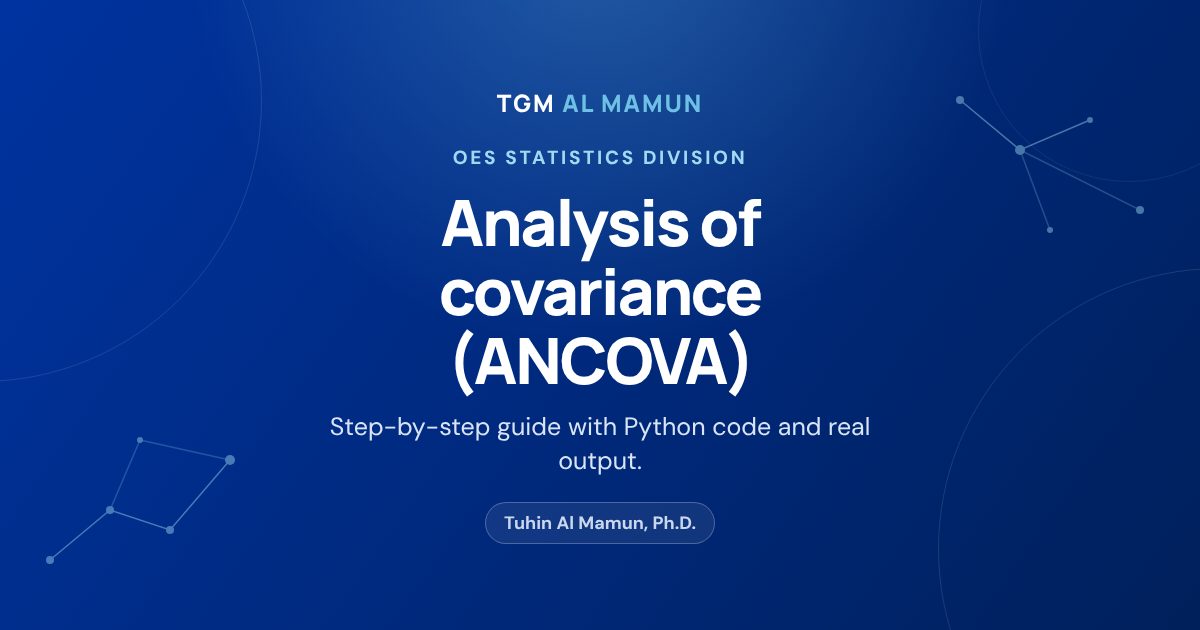 TGM AL MAMUN
OES STATISTICS DIVISION
Analysis of
covariance
(ANCOVA)
Step-by-step guide with Python code and real
output.
Tuhin Al Mamun, Ph.D.